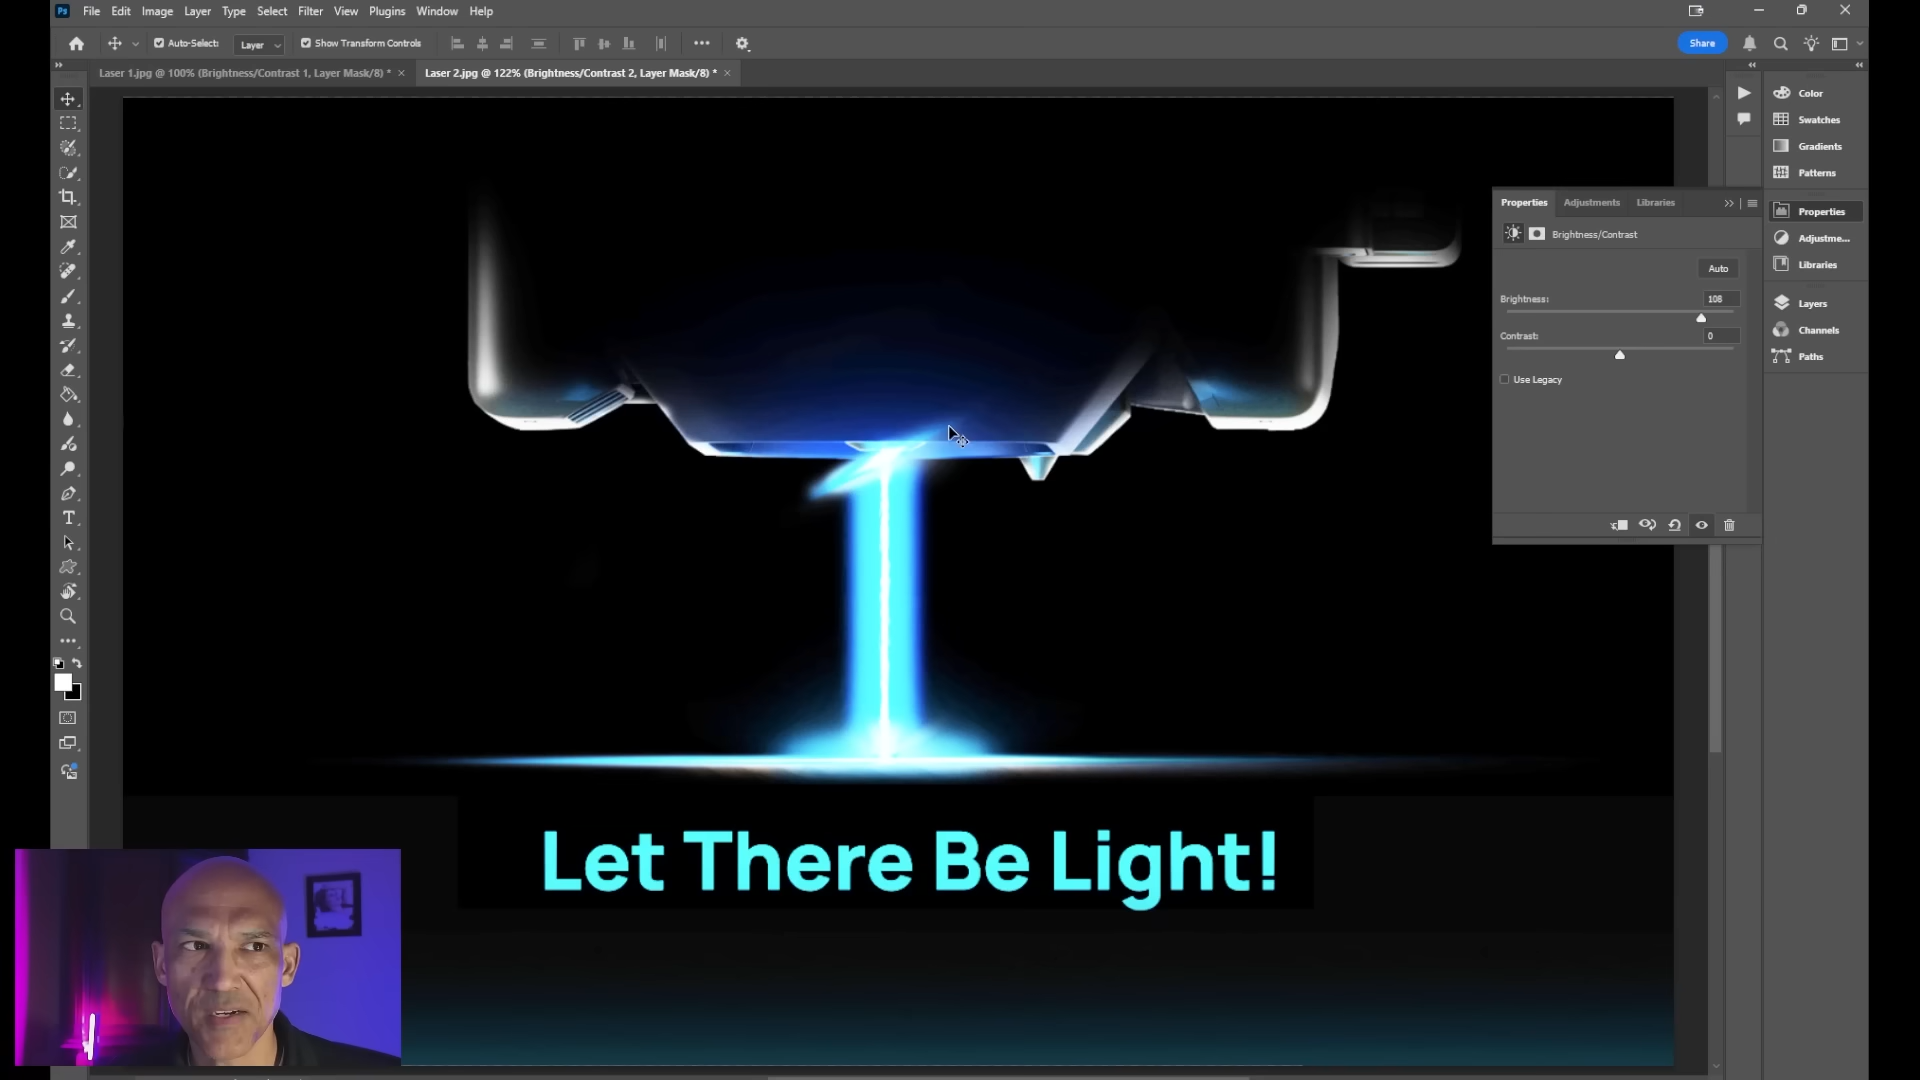 Ps File Edit Image Layer Select Filter View Plugins Window Help
Type
Auto-Select: Layer Show Transform Controls ••• Share
Laser 1.jpg @ 100% (Brightness/Contrast 1, Layer Mask/8) * × Laser 2.jpg @ 122% (Brightness/Contrast 2, Layer Mask/8) * ×
Color
Swatches
Gradients
Patterns
Properties
Adjustme...
Libraries
Layers
Channels
Paths
Properties Adjustments Libraries
Brightness/Contrast
Auto
Brightness: 108
Contrast: 0
Use Legacy
Let There Be Light!